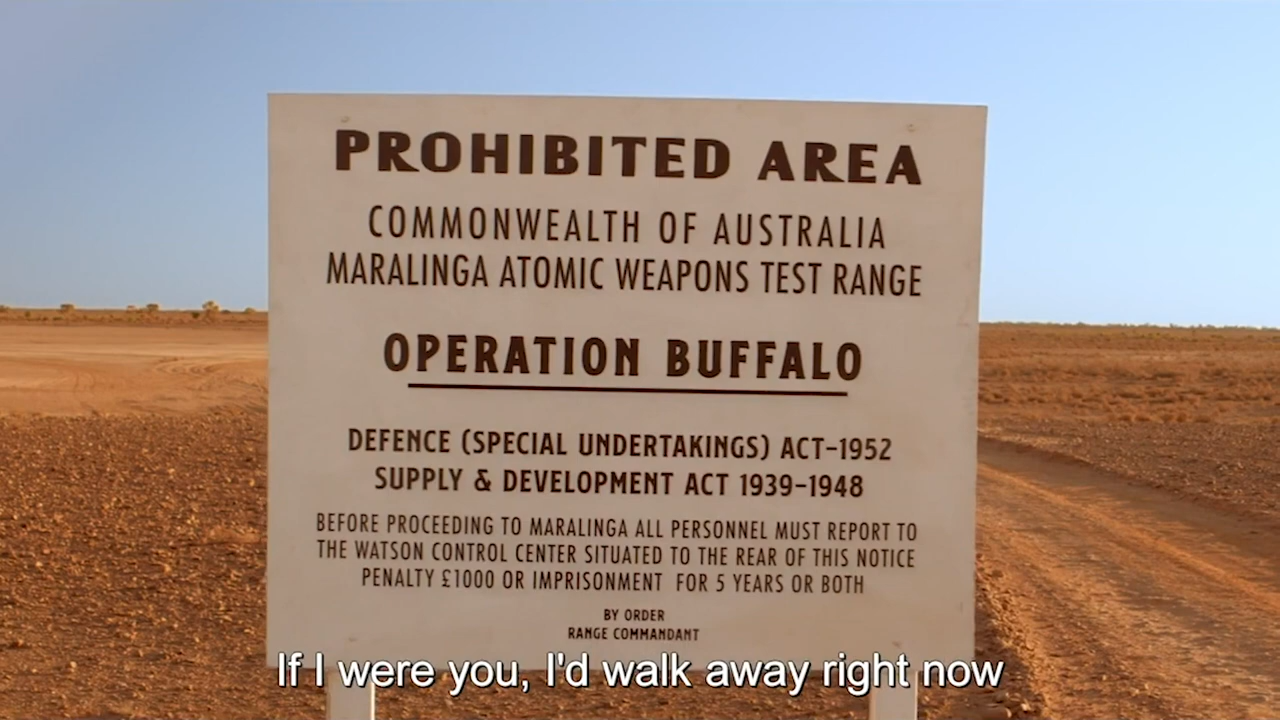 PROHIBITED AREA
COMMONWEALTH OF AUSTRALIA
MARALINGA ATOMIC WEAPONS TEST RANGE
OPERATION BUFFALO
DEFENCE (SPECIAL UNDERTAKINGS) ACT-1952
SUPPLY & DEVELOPMENT ACT 1939-1948
BEFORE PROCEEDING TO MARALINGA ALL PERSONNEL MUST REPORT TO
THE WATSON CONTROL CENTER SITUATED TO THE REAR OF THIS NOTICE
PENALTY £1000 OR IMPRISONMENT FOR 5 YEARS OR BOTH
BY ORDER
RANGE COMMANDANT
If I were you, I'd walk away right now